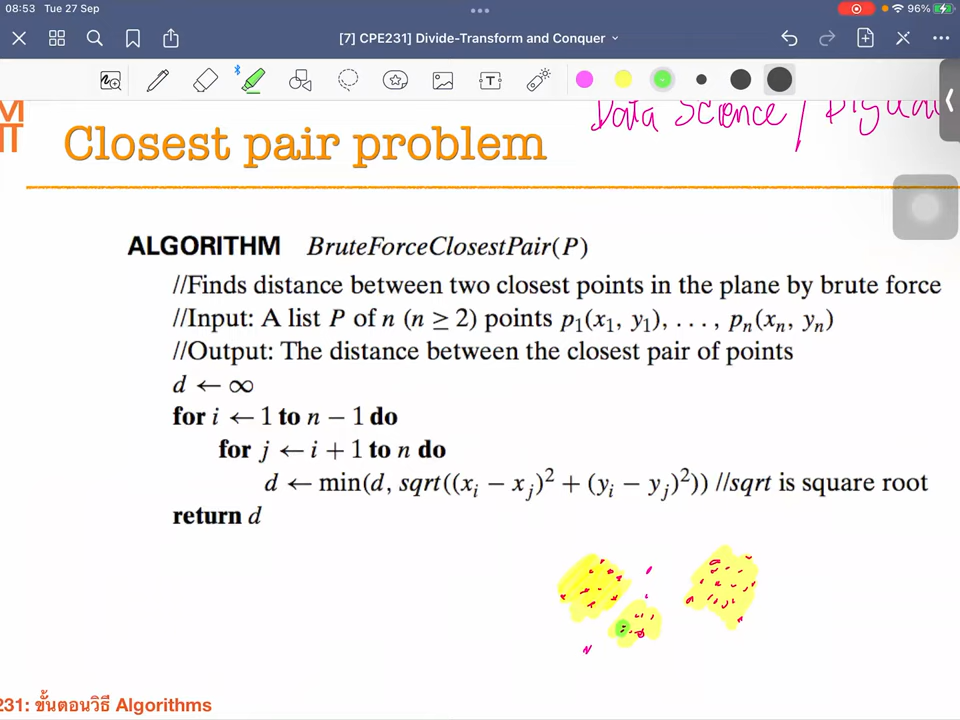 08:53 Tue 27 Sep
96%
[7] CPE231] Divide-Transform and Conquer
Data Science /
Closest pair problem
ALGORITHM BruteForceClosestPair(P)
//Finds distance between two closest points in the plane by brute force
//Input: A list P of n (n ≥ 2) points p₁(x₁, y₁), . . . , pₙ(xₙ, yₙ)
//Output: The distance between the closest pair of points
d ← ∞
for i ← 1 to n − 1 do
for j ← i + 1 to n do
d ← min(d, sqrt((xᵢ − xⱼ)² + (yᵢ − yⱼ)²)) //sqrt is square root
return d
231: ขั้นตอนวิธี Algorithms